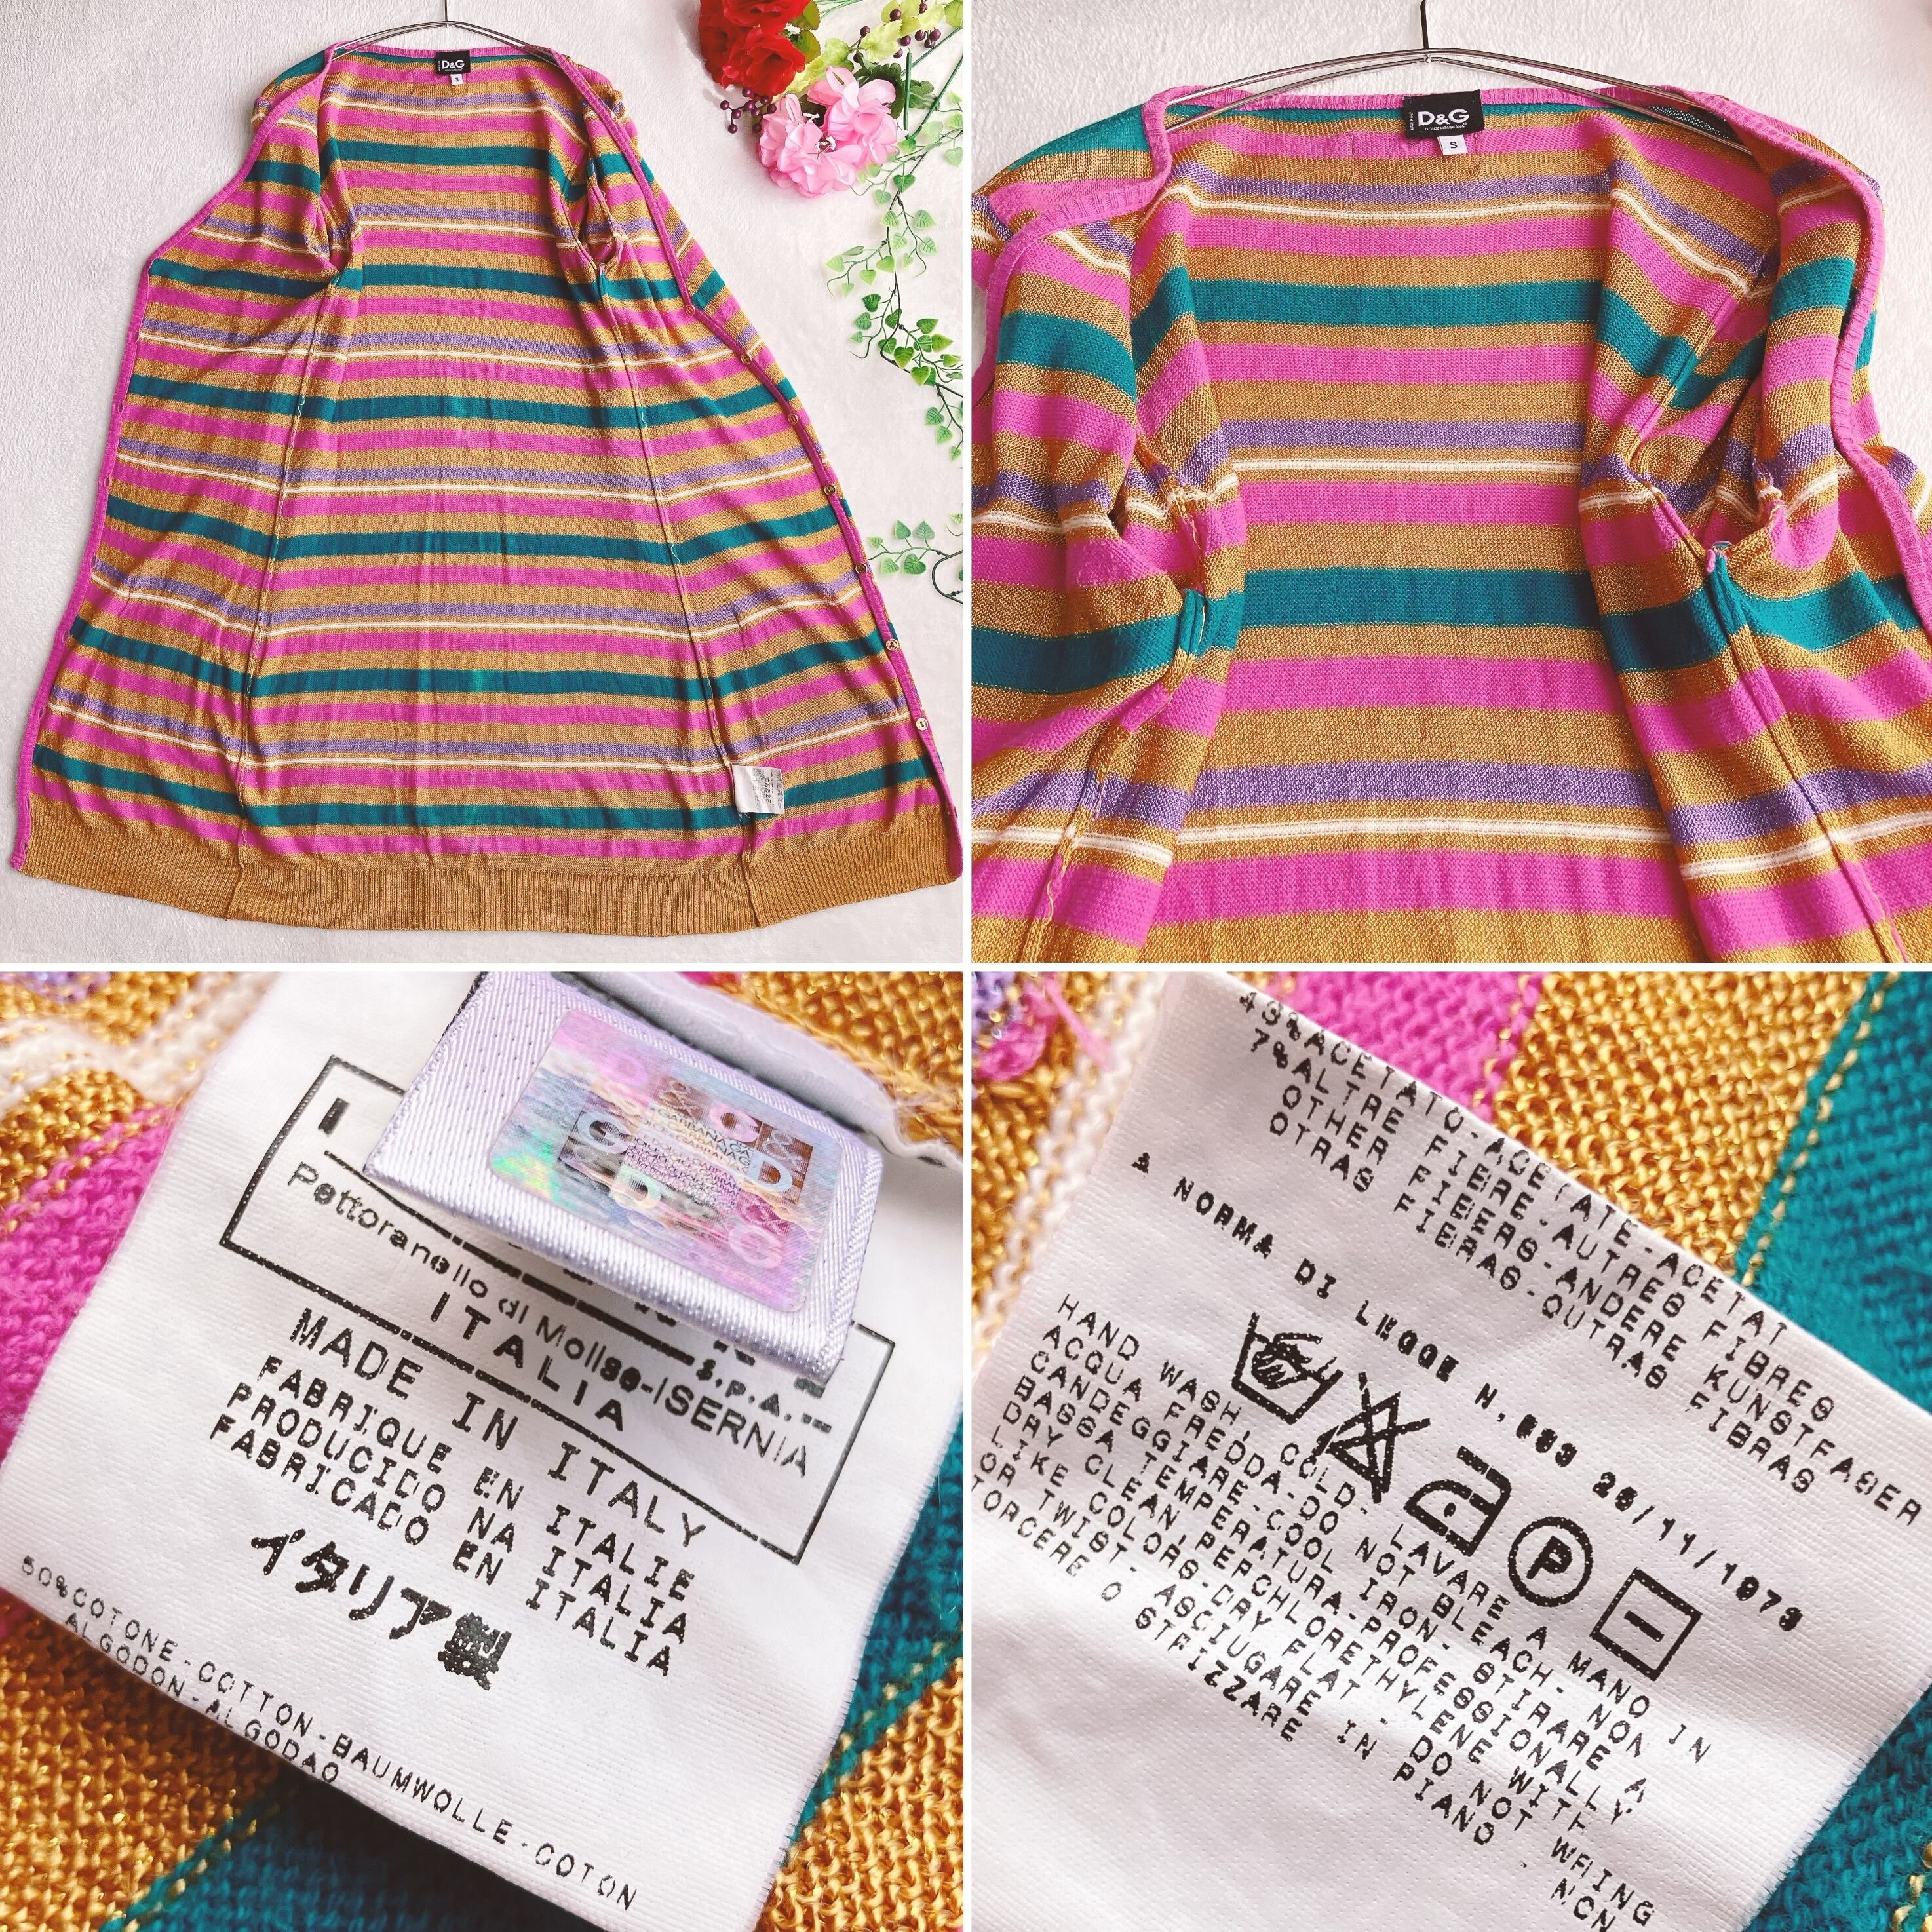 D&G
S
D&G
DOLCE&GABBANA
S
S.P.A.
Pettoranello di Molise-ISERNIA
ITALIA
MADE IN ITALY
FABRIQUE EN ITALIE
PRODUCIDO NA ITALIA
FABRICADO EN ITALIA
イタリア製
50%COTONE-COTTON-BAUMWOLLE-COTON
ALGODON-ALGODAO
43%ACETATO-ACETATE-ACETAT
7%ALTRE FIBRE-AUTRES FIBRES
OTHER FIBERS-ANDERE KUNSTFASER
OTRAS FIBRAS-OUTRAS FIBRAS
A NORMA DI LEGGE N.883 26/11/1973
P
HAND WASH, COLD- LAVARE A MANO IN
ACQUA FREDDA-DO NOT BLEACH- NON
CANDEGGIARE-COOL IRON- STIRARE A
BASSA TEMPERATURA-PROFESSIONALLY
DRY CLEAN,PERCHLORETHYLENE WITH
LIKE COLORS-DRY FLAT - DO NOT WRING
OR TWIST- ASCIUGARE IN PIANO - NON
TORCERE O STRIZZARE